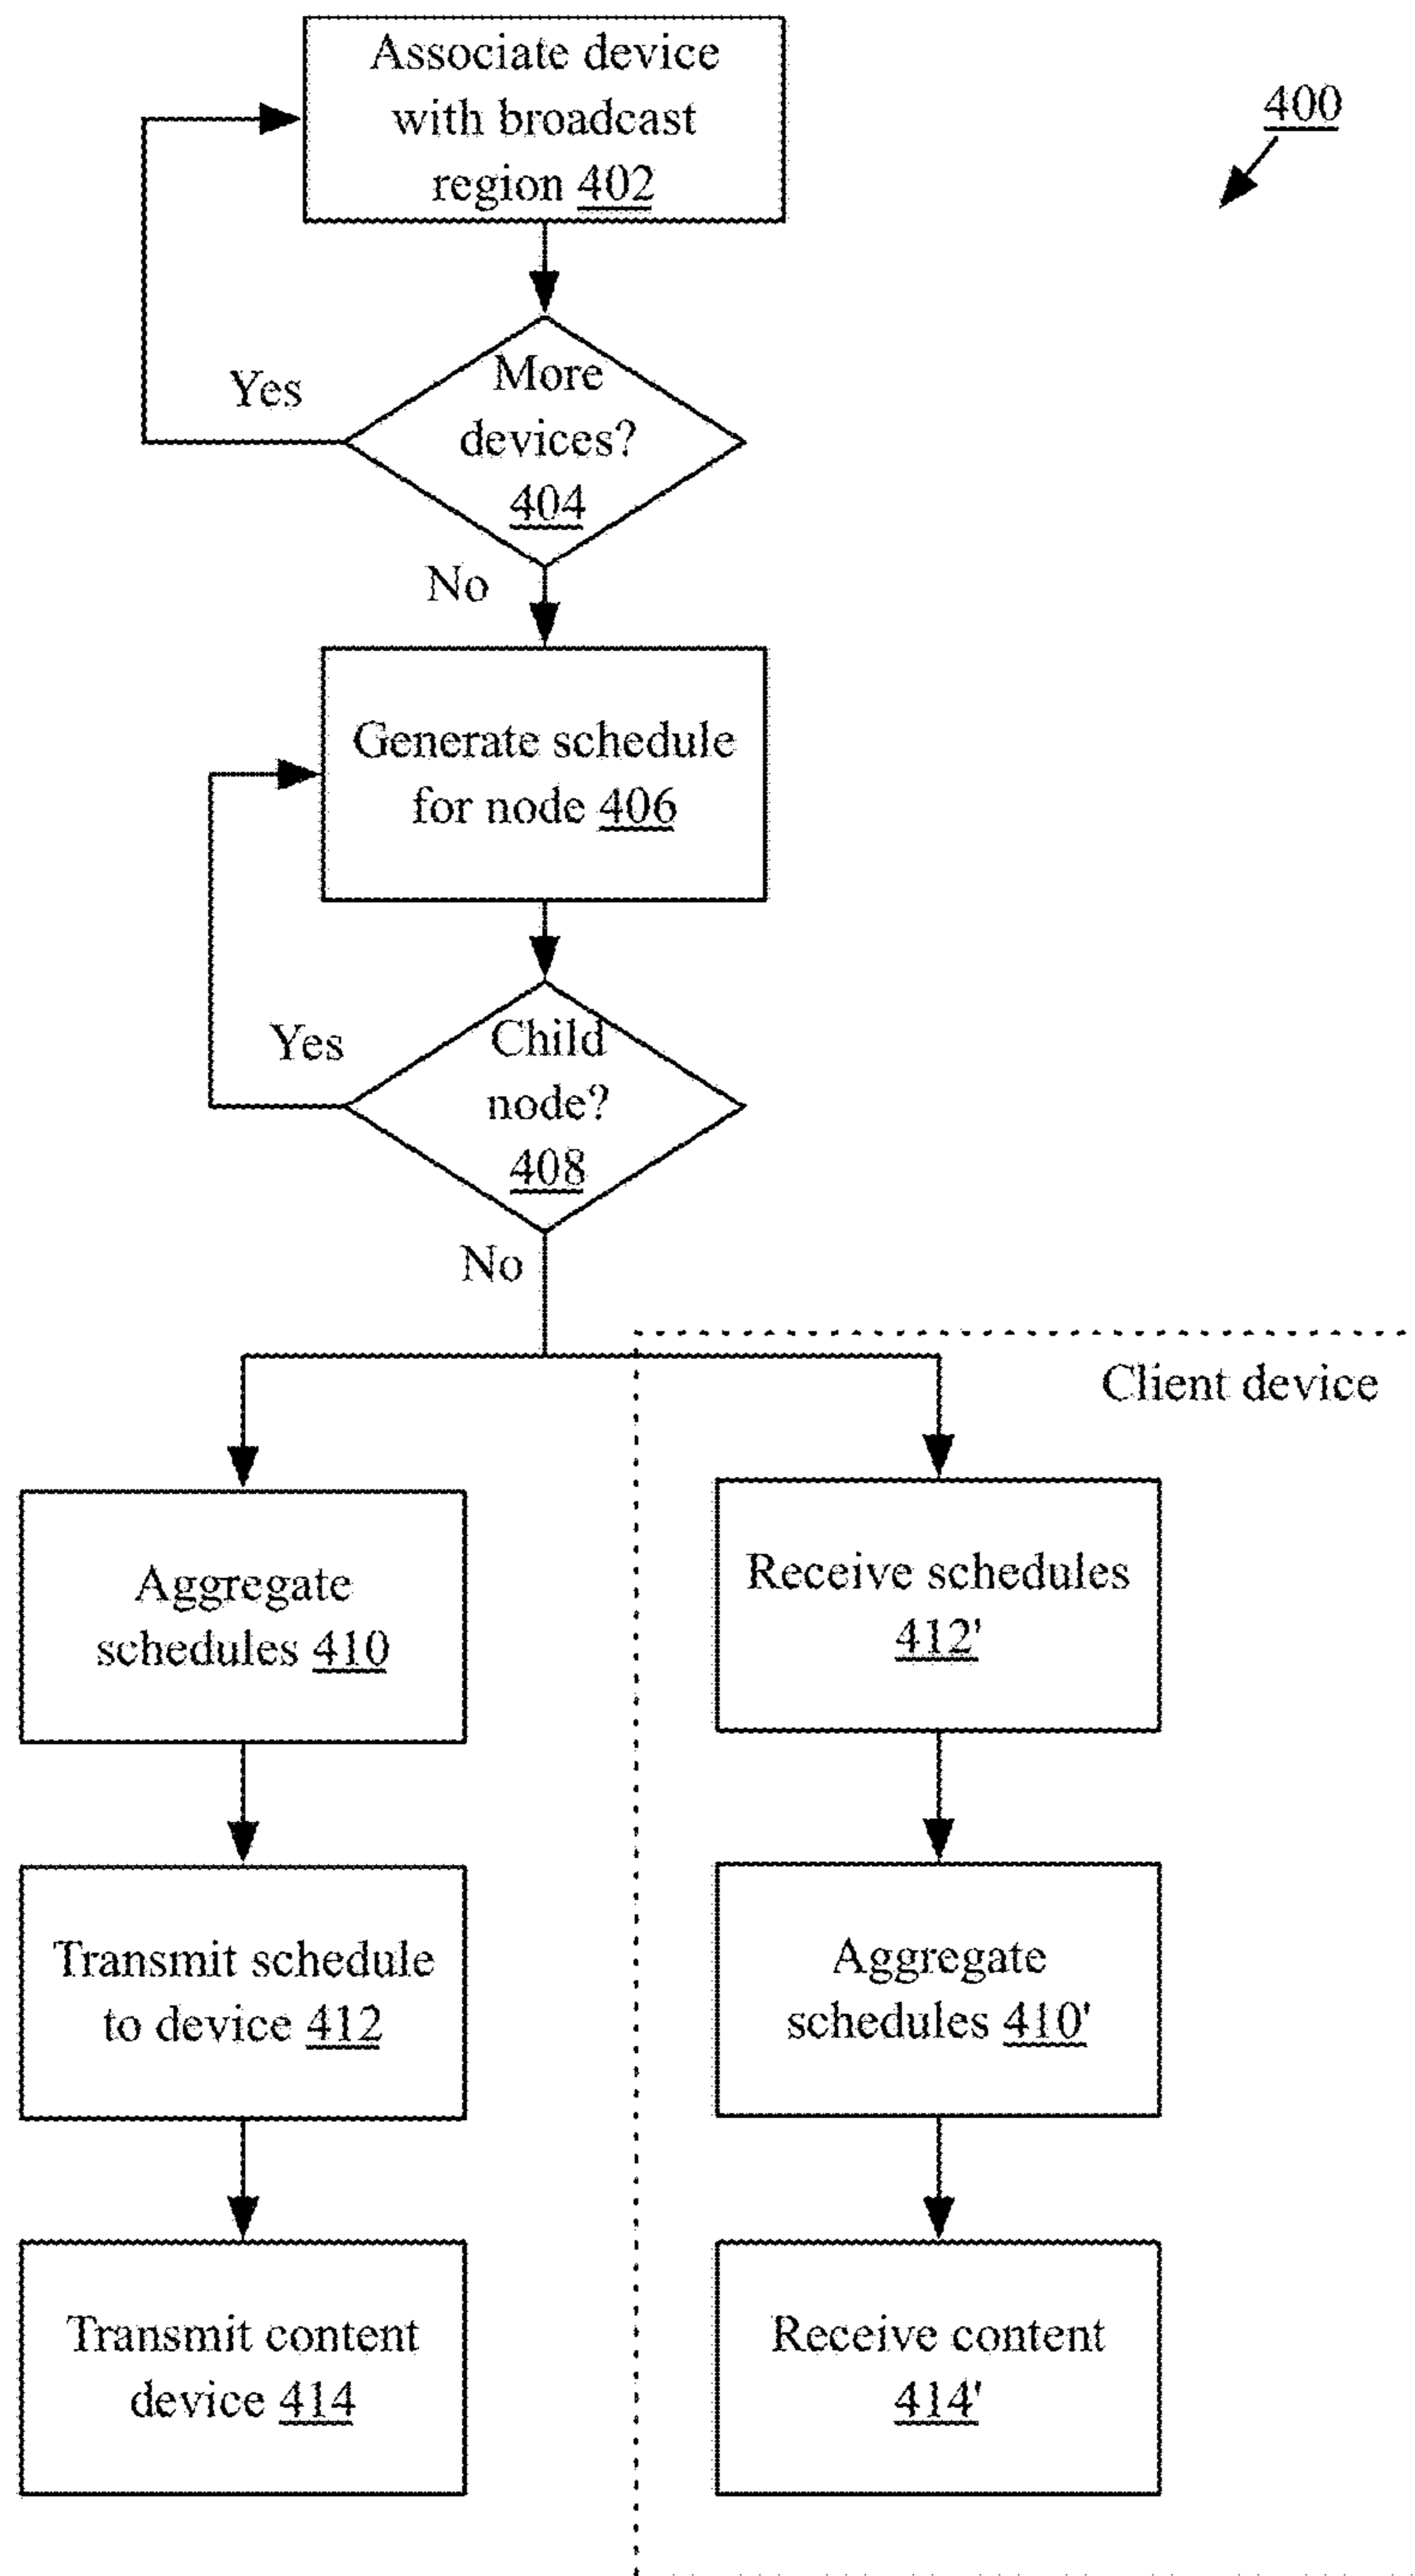 Associate device
with broadcast
region 402
400
More
devices?
404
Yes
No
Generate schedule
for node 406
Child
node?
408
Yes
No
Client device
Aggregate
schedules 410
Transmit schedule
to device 412
Transmit content
device 414
Receive schedules
412'
Aggregate
schedules 410'
Receive content
414'